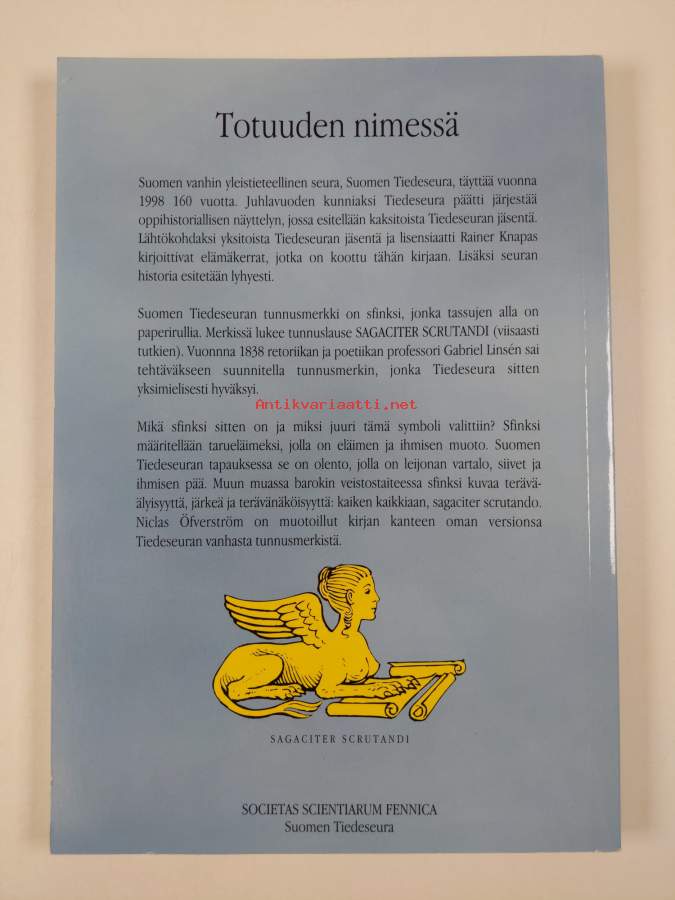 Totuuden nimessä
Suomen vanhin yleistieteellinen seura, Suomen Tiedeseura, täyttää vuonna
1998 160 vuotta. Juhlavuoden kunniaksi Tiedeseura päätti järjestää
oppihistoriallisen näyttelyn, jossa esitellään kaksitoista Tiedeseuran jäsentä.
Lähtökohdaksi yksitoista Tiedeseuran jäsentä ja lisensiaatti Rainer Knapas
kirjoittivat elämäkerrat, jotka on koottu tähän kirjaan. Lisäksi seuran
historia esitetään lyhyesti.
Suomen Tiedeseuran tunnusmerkki on sfinksi, jonka tassujen alla on
paperirullia. Merkissä lukee tunnuslause SAGACITER SCRUTANDI (viisaasti
tutkien). Vuonnna 1838 retoriikan ja poetiikan professori Gabriel Linsén sai
tehtäväkseen suunnitella tunnusmerkin, jonka Tiedeseura sitten
yksimielisesti hyväksyi.
Antikvariaatti.net
Mikä sfinksi sitten on ja miksi juuri tämä symboli valittiin? Sfinksi
määritellään tarueläimeksi, jolla on eläimen ja ihmisen muoto. Suomen
Tiedeseuran tapauksessa se on olento, jolla on leijonan vartalo, siivet ja
ihmisen pää. Muun muassa barokin veistostaiteessa sfinksi kuvaa terävä-
älyisyyttä, järkeä ja terävänäköisyyttä: kaiken kaikkiaan, sagaciter scrutando.
Niclas Öfverström on muotoillut kirjan kanteen oman versionsa
Tiedeseuran vanhasta tunnusmerkistä.
SAGACITER SCRUTANDI
SOCIETAS SCIENTIARUM FENNICA
Suomen Tiedeseura